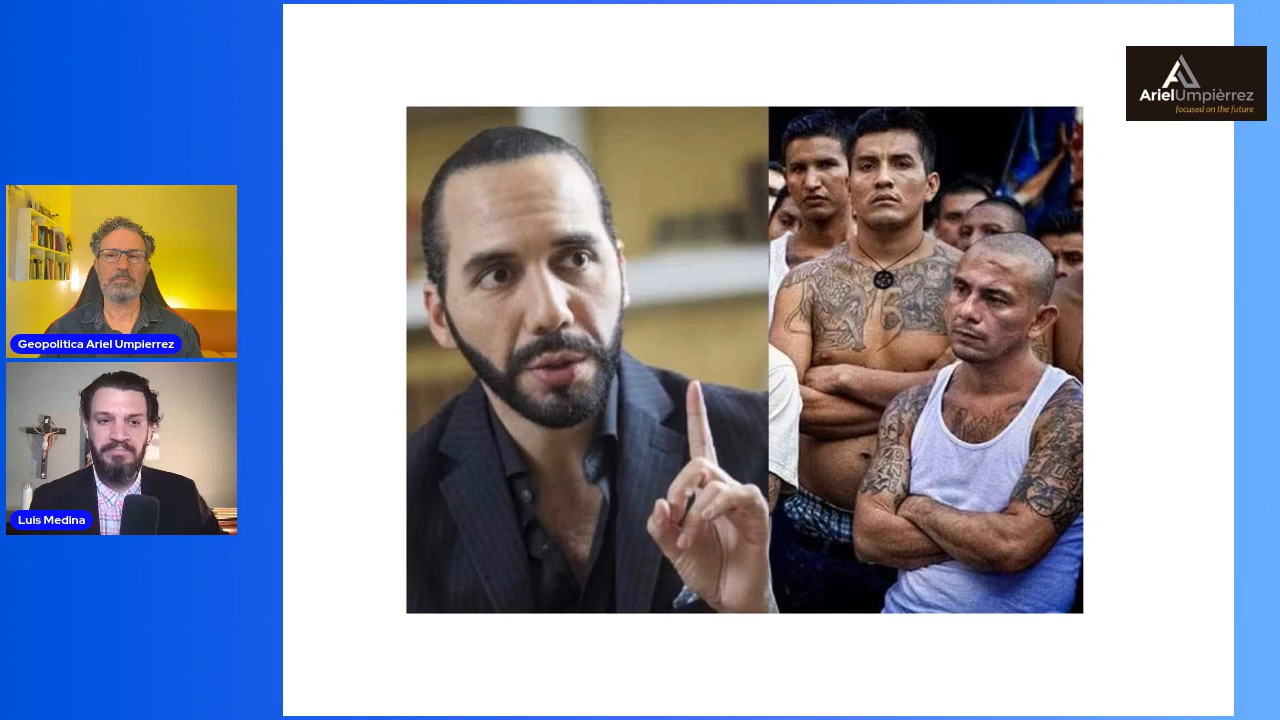 ArielUmpièrrez
focused on the future
Geopolitica Ariel Umpierrez
Luis Medina